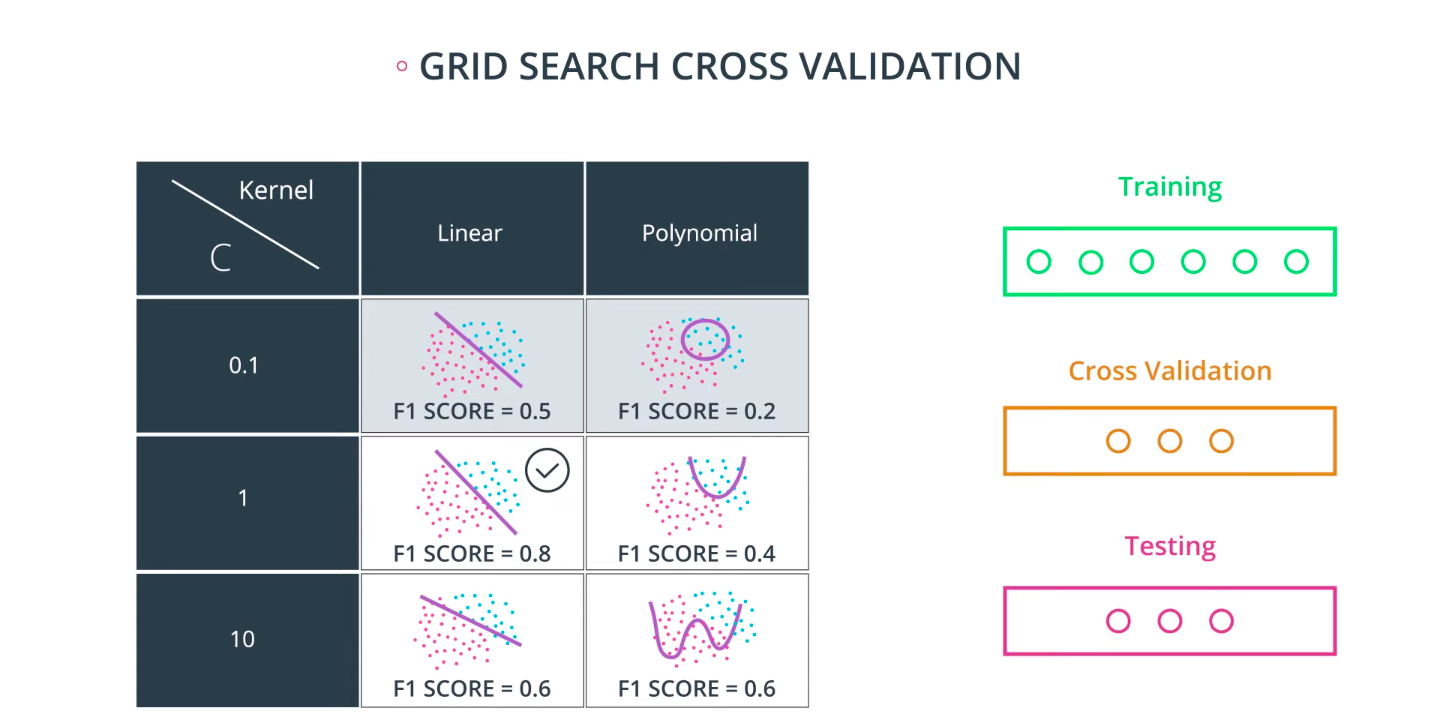 GRID SEARCH CROSS VALIDATION
Kernel
C
Linear
Polynomial
0.1
F1 SCORE = 0.5
F1 SCORE = 0.2
1
F1 SCORE = 0.8
F1 SCORE = 0.4
10
F1 SCORE = 0.6
F1 SCORE = 0.6
Training
Cross Validation
Testing